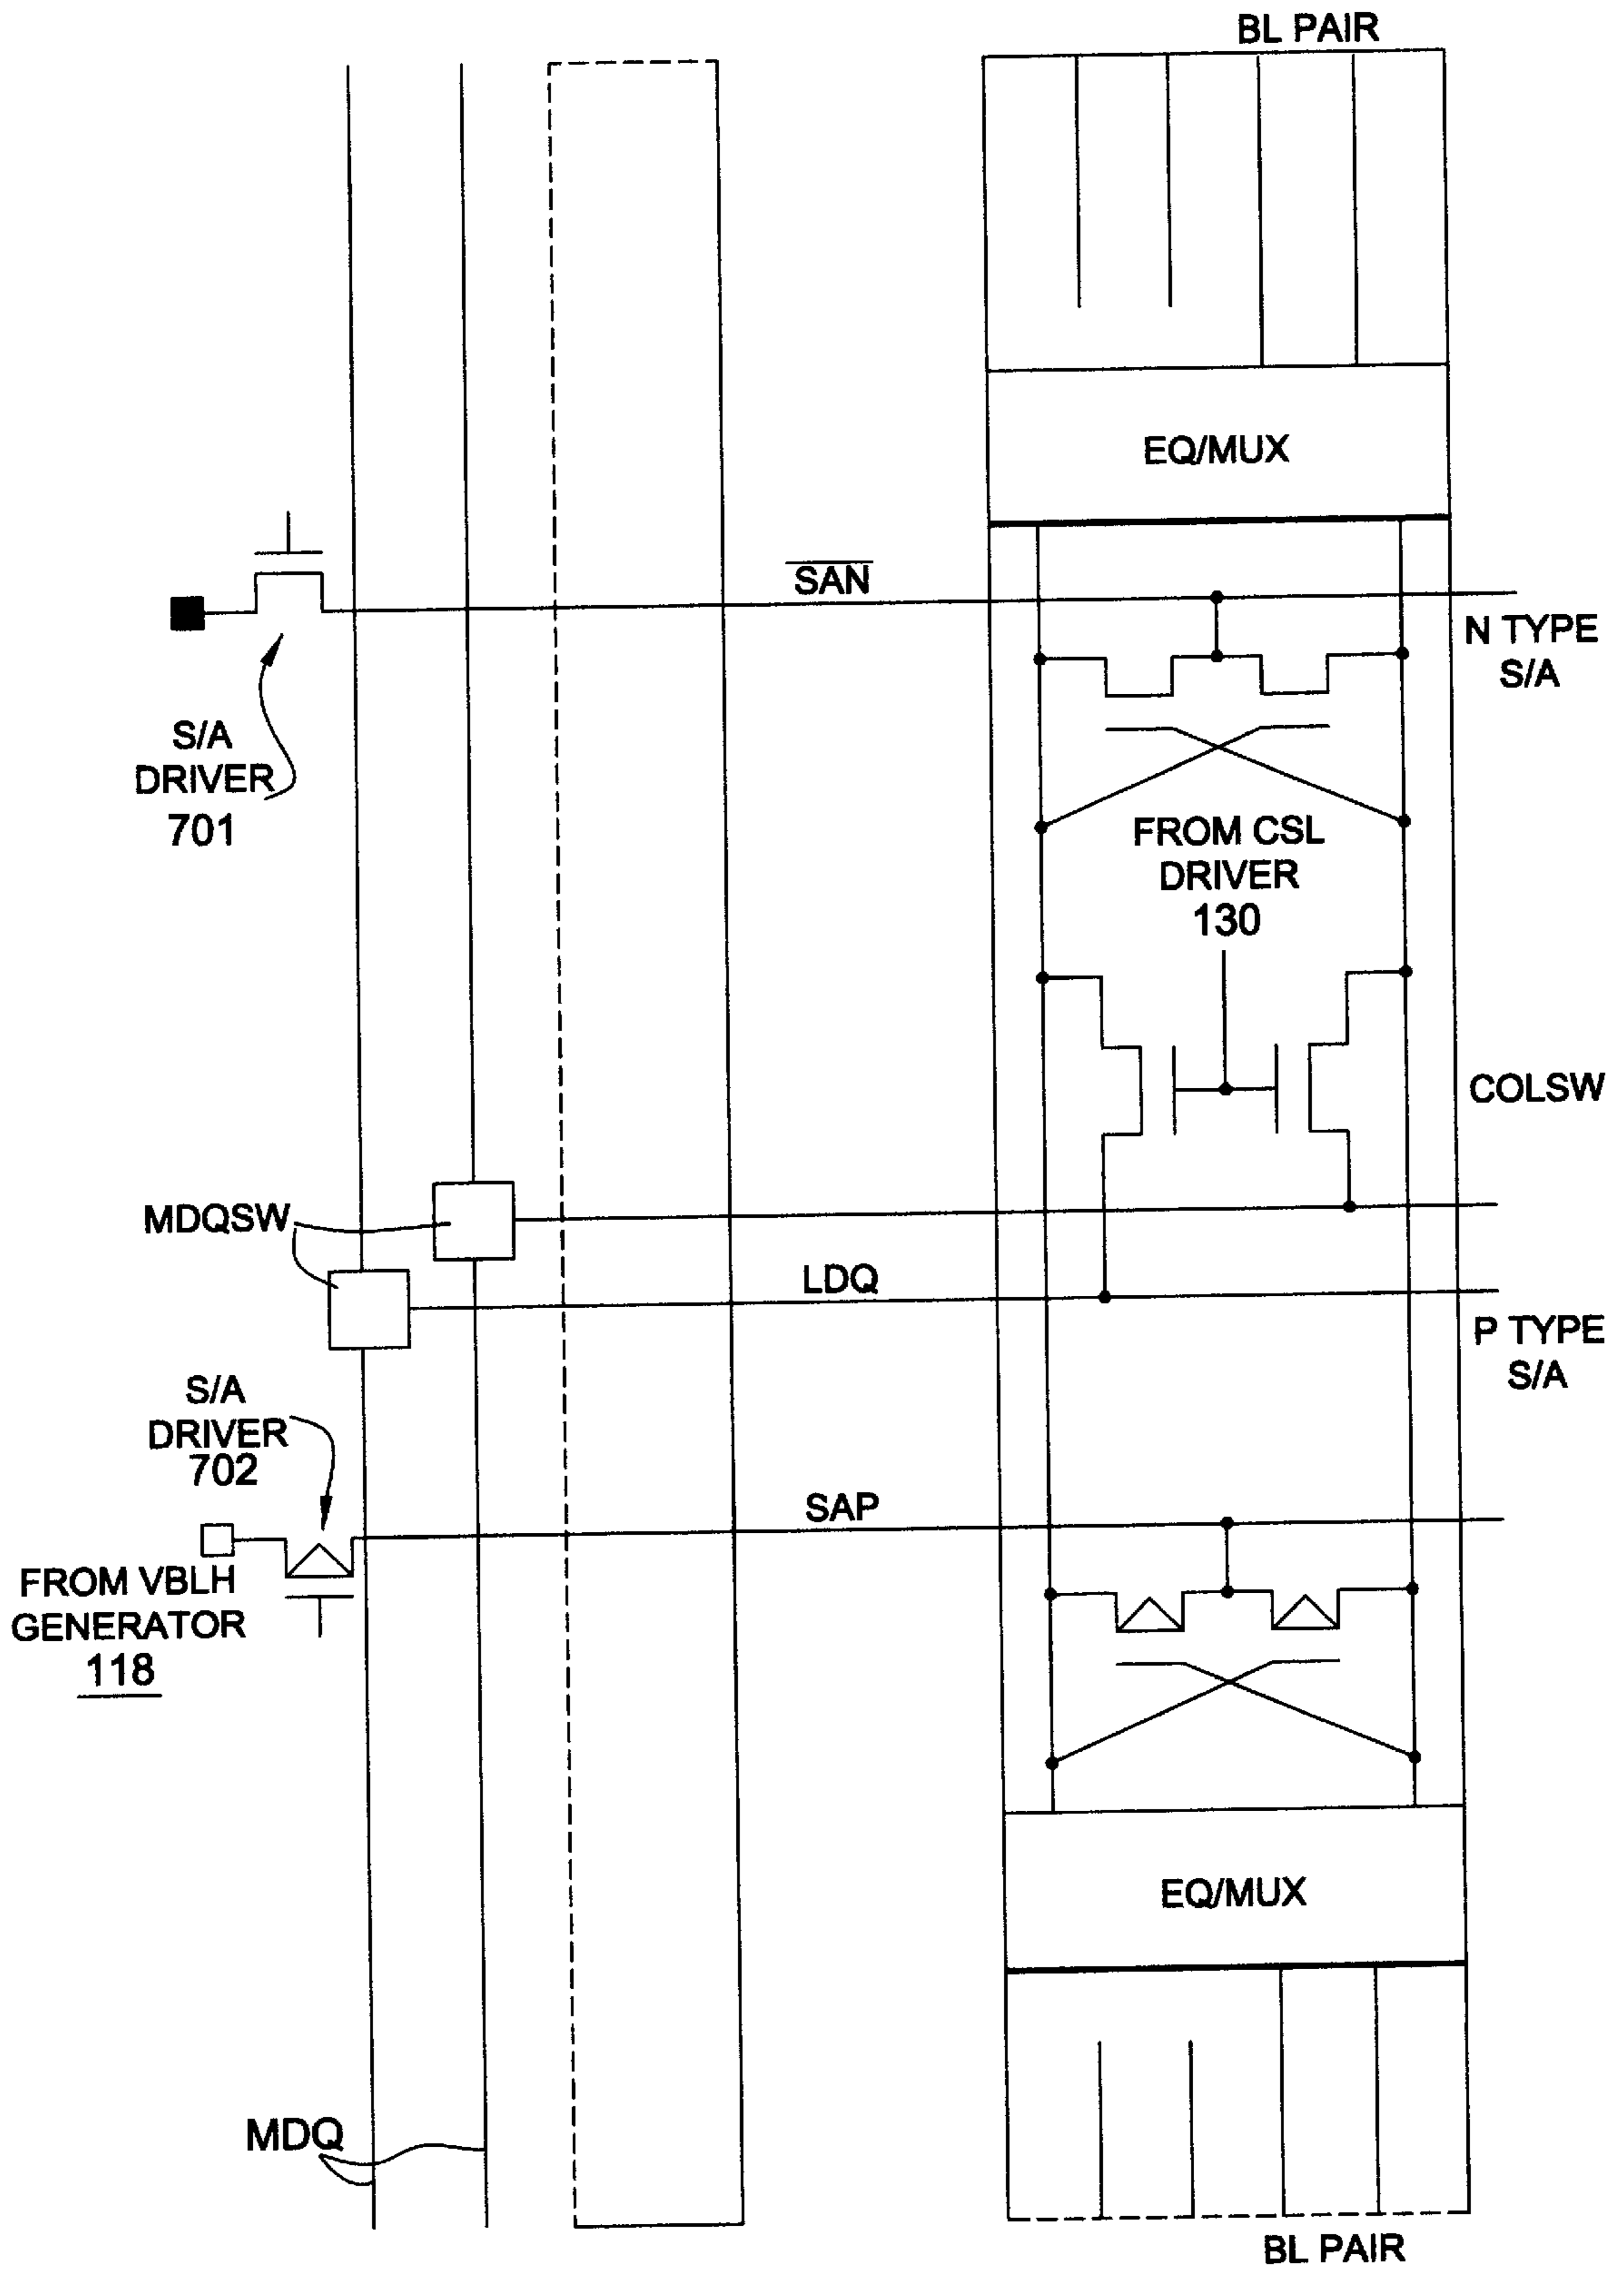 BL PAIR
EQ/MUX
SAN
N TYPE
S/A
S/A
DRIVER
701
FROM CSL
DRIVER
130
COLSW
MDQSW
LDQ
P TYPE
S/A
S/A
DRIVER
702
SAP
FROM VBLH
GENERATOR
118
EQ/MUX
MDQ
BL PAIR